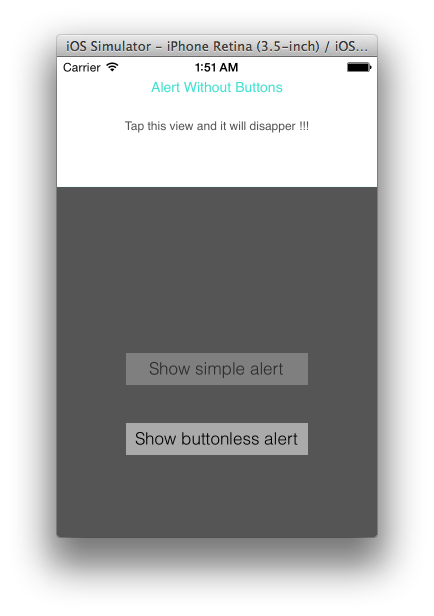 iOS Simulator - iPhone Retina (3.5-inch) / iOS...
Carrier 1:51 AM
Alert Without Buttons
Tap this view and it will disapper !!!
Show simple alert
Show buttonless alert